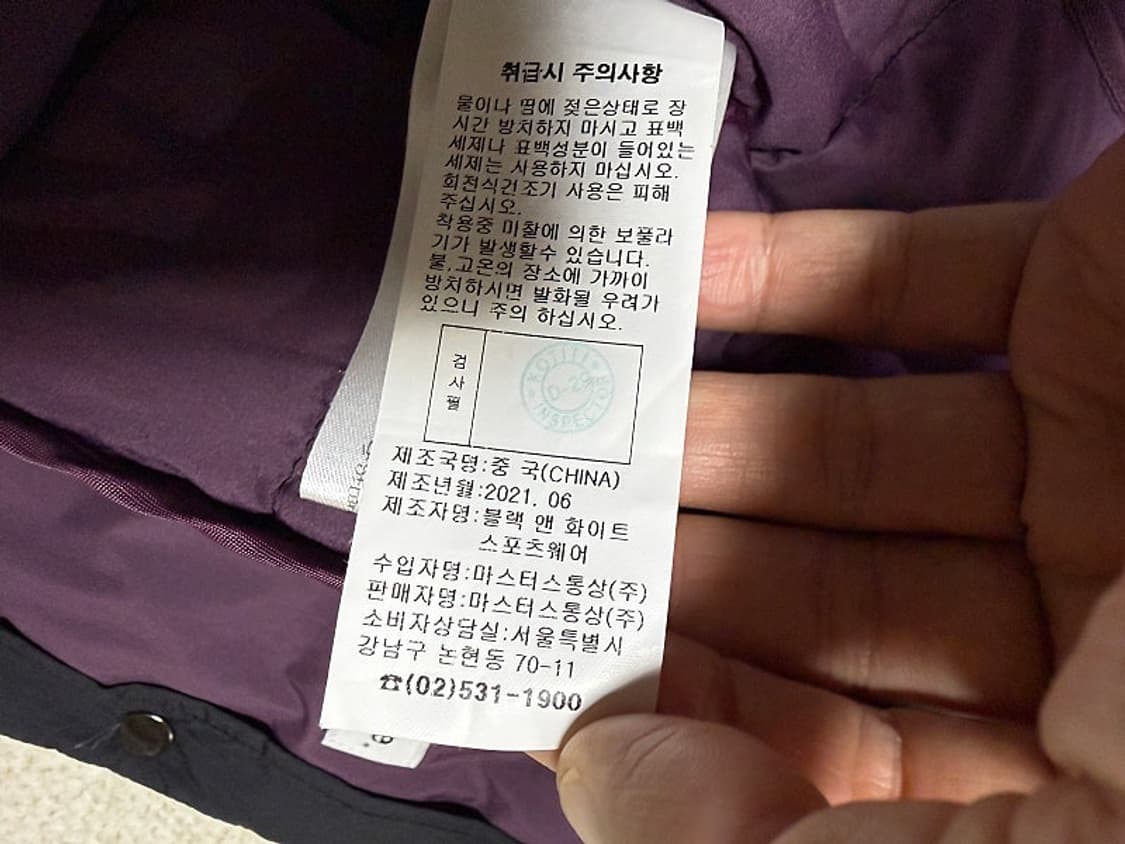 취급시 주의사항
물이나 땀에 젖은상태로 장
시간 방치하지 마시고 표백
세제나 표백성분이 들어있는
세제는 사용하지 마십시오.
회전식건조기 사용은 피해
주십시오.
착용중 마찰에 의한 보풀라
기가 발생할수 있습니다.
불,고온의 장소에 가까이
방치하시면 발화될 우려가
있으니 주의 하십시오.
검사필
KOTITI
INSPECTOR
제조국명:중 국(CHINA)
제조년월:2021. 06
제조자명:블랙 앤 화이트
스포츠웨어
수입자명:마스터스통상(주)
판매자명:마스터스통상(주)
소비자상담실:서울특별시
강남구 논현동 70-11
☎(02)531-1900